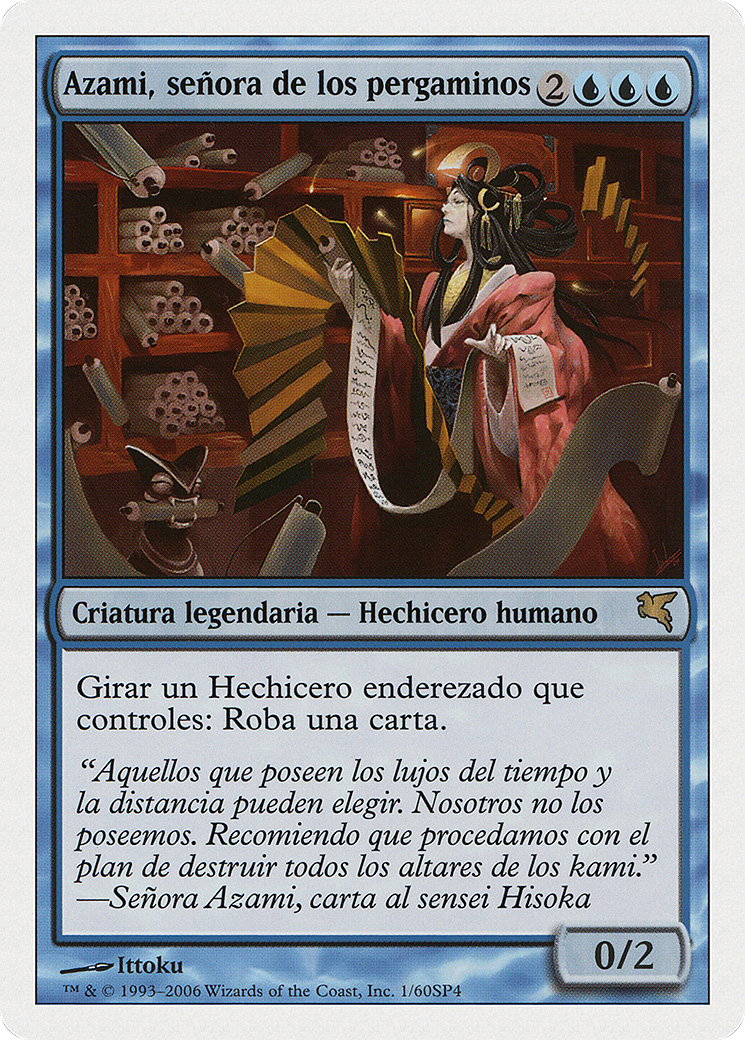 Azami, señora de los pergaminos 2
Criatura legendaria — Hechicero humano
Girar un Hechicero enderezado que
controles: Roba una carta.
“Aquellos que poseen los lujos del tiempo y
la distancia pueden elegir. Nosotros no los
poseemos. Recomiendo que procedamos con el
plan de destruir todos los altares de los kami.”
—Señora Azami, carta al sensei Hisoka
0/2
Ittoku
™ & © 1993–2006 Wizards of the Coast, Inc. 1/60SP4